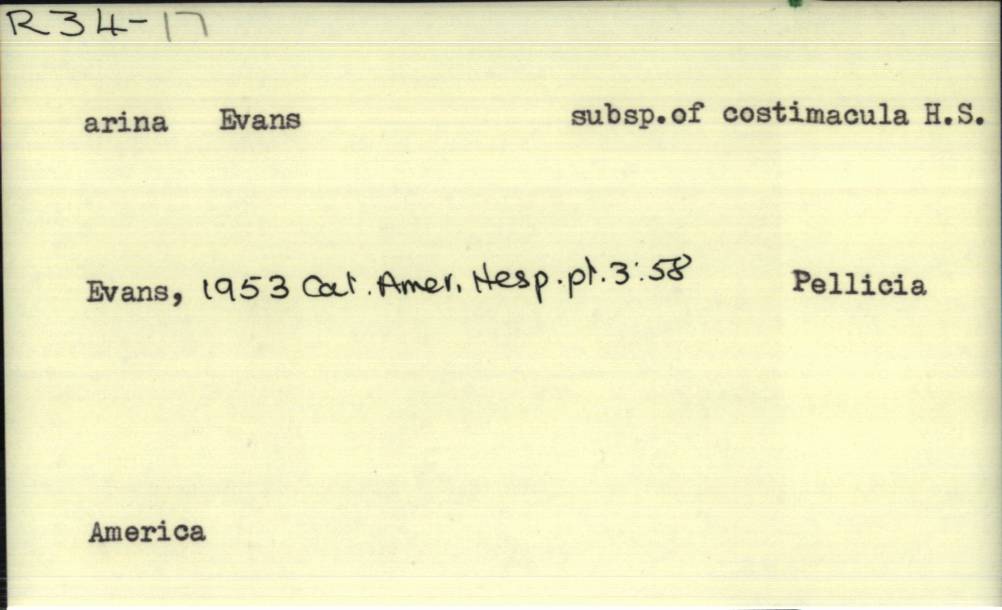 R34-17
arina Evans subsp.of costimacula H.S.
Evans, 1953 Cat. Amer. Hesp. pt. 3:58 Pellicia
America